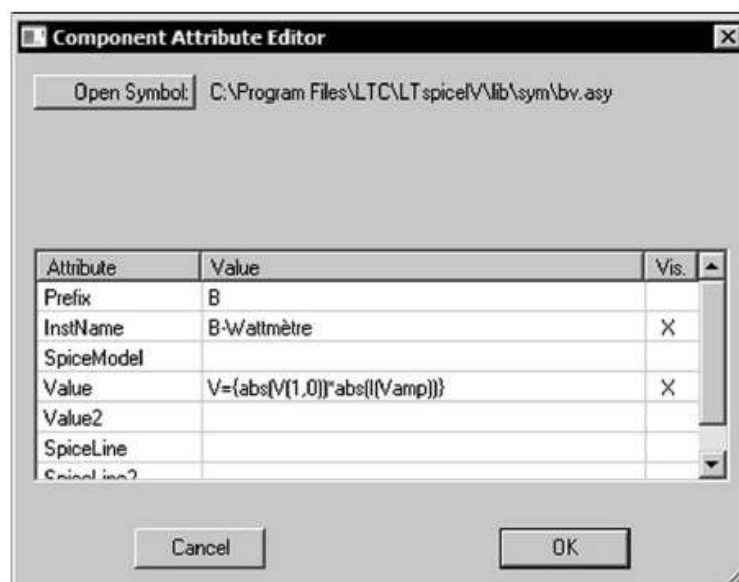 Component Attribute Editor
Open Symbol: C:\Program Files\LTC\LTspiceIV\lib\sym\bv.asy
Attribute Value Vis.
Prefix B
InstName B-Wattmètre X
SpiceModel
Value V={abs(V(1,0))*abs(I(Vamp))} X
Value2
SpiceLine
SpiceLine2
Cancel OK